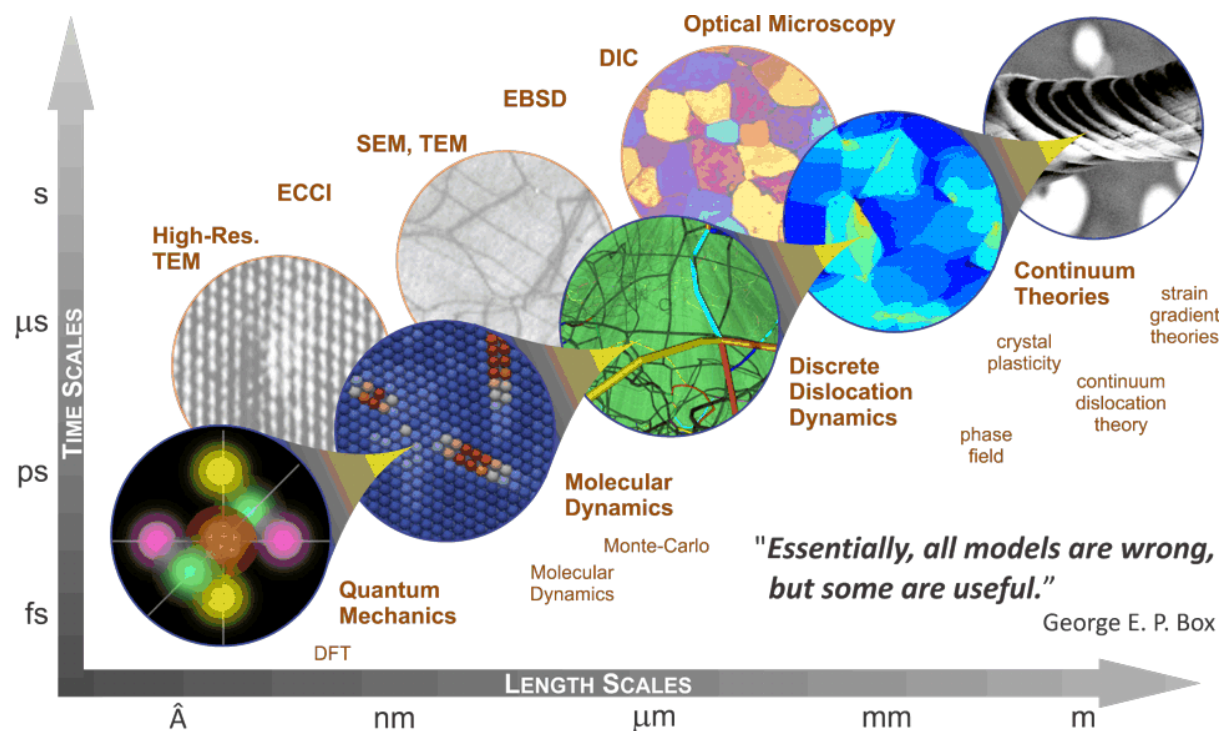 Optical Microscopy
DIC
EBSD
SEM, TEM
ECCI
High-Res.
TEM
TIME SCALES
s
μs
ps
fs
Continuum
Theories
strain
gradient
theories
crystal
plasticity
continuum
dislocation
theory
phase
field
Discrete
Dislocation
Dynamics
Molecular
Dynamics
Monte-Carlo
Molecular
Dynamics
Quantum
Mechanics
DFT
"Essentially, all models are wrong,
but some are useful.”
George E. P. Box
LENGTH SCALES
Â
nm
μm
mm
m